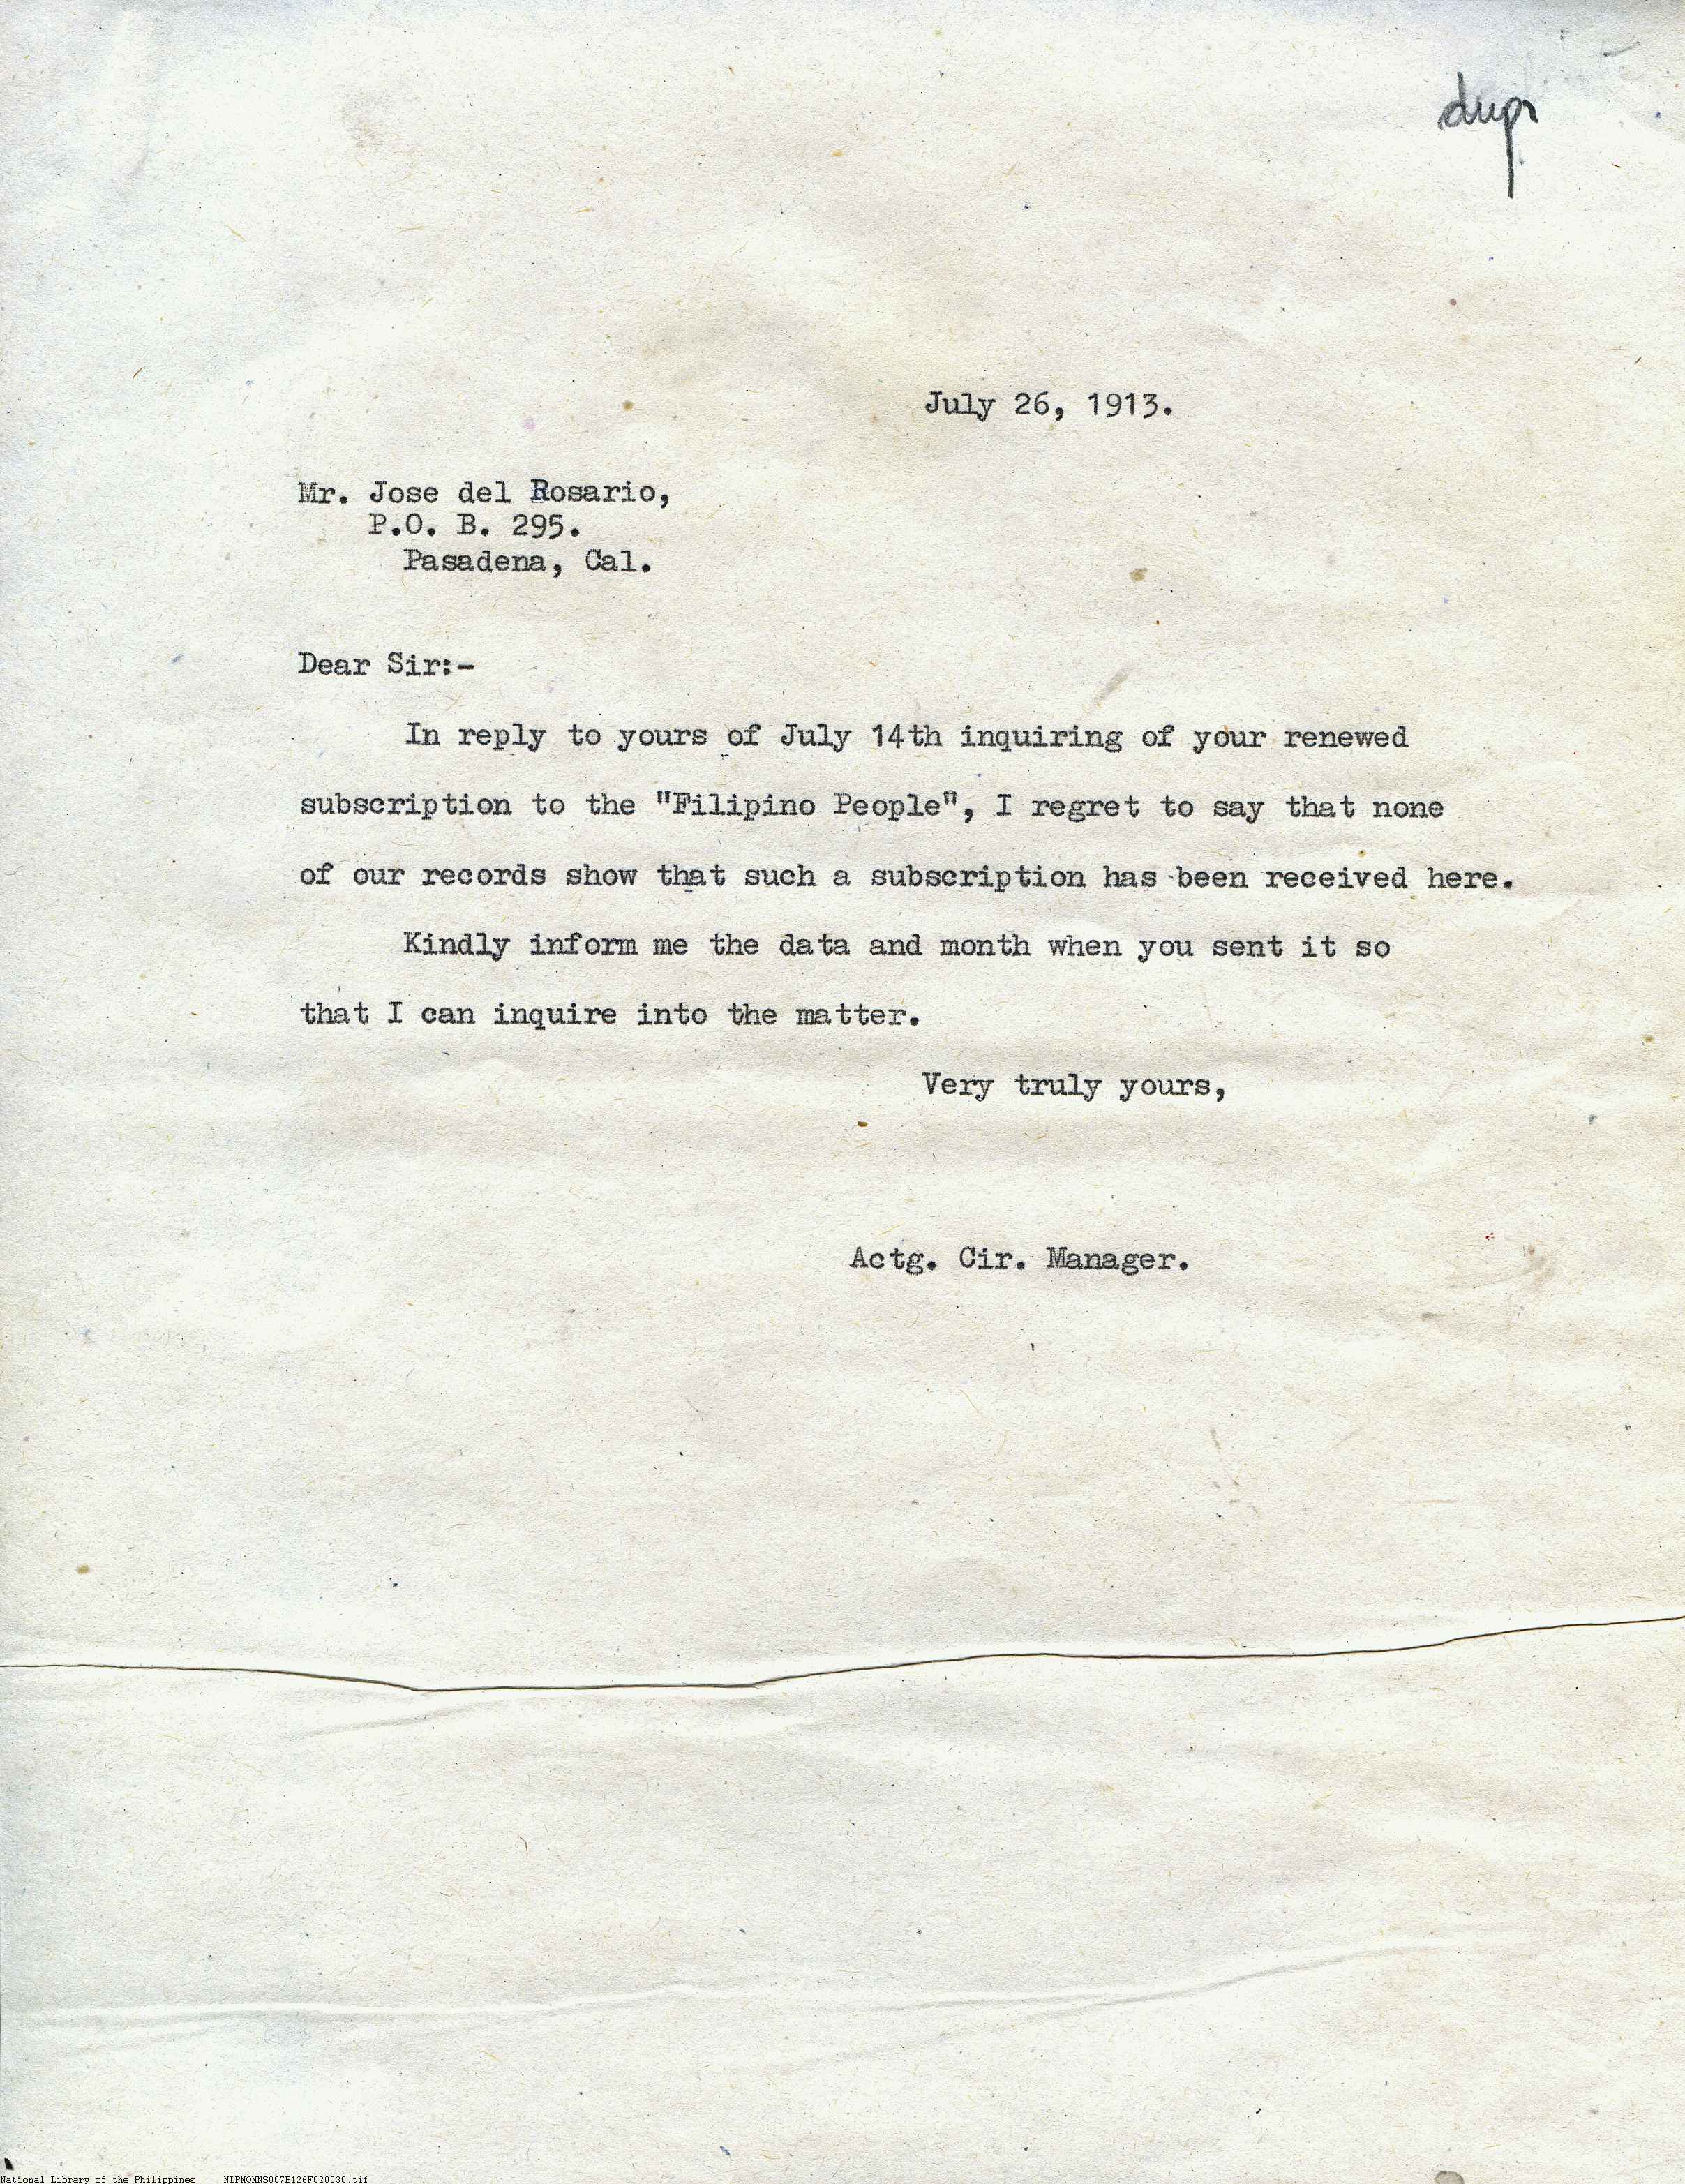 dup
July 26, 1913.
Mr. Jose del Rosario,
P.O. B. 295.
Pasadena, Cal.
Dear Sir:-
In reply to yours of July 14th inquiring of your renewed
subscription to the "Filipino People", I regret to say that none
of our records show that such a subscription has been received here.
Kindly inform me the data and month when you sent it so
that I can inquire into the matter.
Very truly yours,
Actg. Cir. Manager.
National Library of the Philippines NLPMQMNS007B126F020030.tif